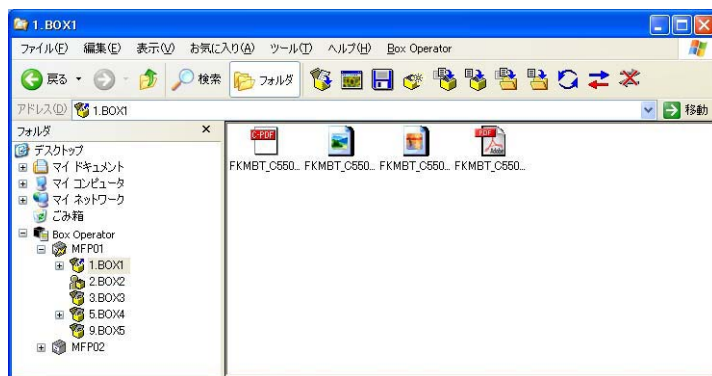 1.BOX1
ファイル(F) 編集(E) 表示(V) お気に入り(A) ツール(T) ヘルプ(H) Box Operator
戻る 検索 フォルダ
アドレス(D) 1.BOX1 移動
フォルダ ×
デスクトップ
マイ ドキュメント
マイ コンピュータ
マイ ネットワーク
ごみ箱
Box Operator
MFP01
1.BOX1
2.BOX2
3.BOX3
5.BOX4
9.BOX5
MFP02
C-PDF PDF Adobe
FKMBT_C550... FKMBT_C550... FKMBT_C550... FKMBT_C550...